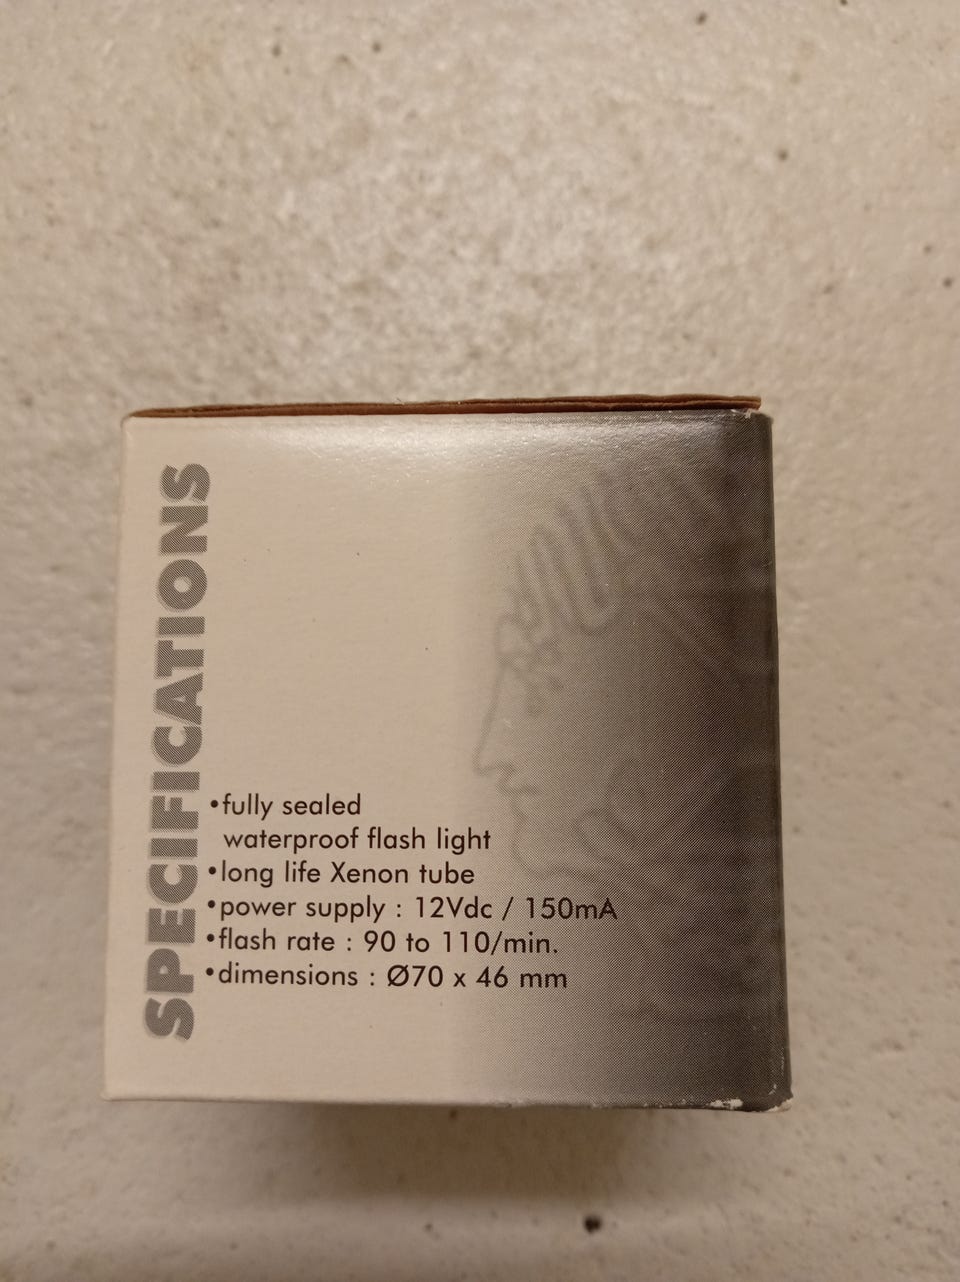 SPECIFICATIONS
•fully sealed
waterproof flash light
•long life Xenon tube
•power supply : 12Vdc / 150mA
•flash rate : 90 to 110/min.
•dimensions : Ø70 x 46 mm